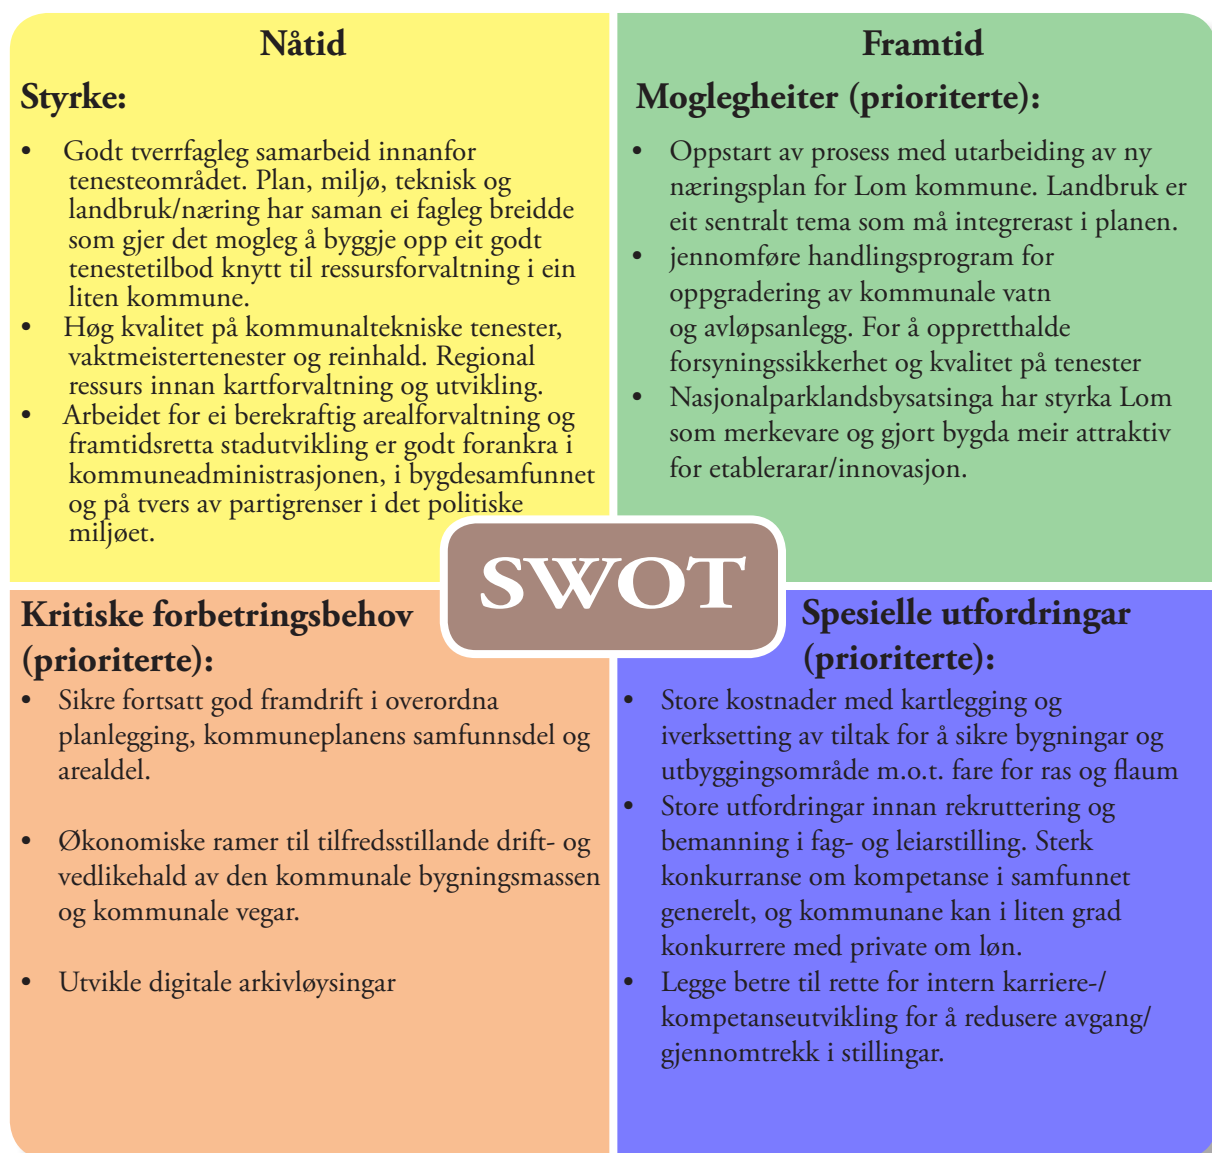 Nåtid
Styrke:
• Godt tverrfagleg samarbeid innanfor
tenesteområdet. Plan, miljø, teknisk og
landbruk/næring har saman ei fagleg breidde
som gjer det mogleg å byggje opp eit godt
tenestetilbod knytt til ressursforvaltning i ein
liten kommune.
• Høg kvalitet på kommunaltekniske tenester,
vaktmeistertenester og reinhald. Regional
ressurs innan kartforvaltning og utvikling.
• Arbeidet for ei berekraftig arealforvaltning og
framtidsretta stadutvikling er godt forankra i
kommuneadministrasjonen, i bygdesamfunnet
og på tvers av partigrenser i det politiske
miljøet.
Framtid
Moglegheiter (prioriterte):
• Oppstart av prosess med utarbeiding av ny
næringsplan for Lom kommune. Landbruk er
eit sentralt tema som må integrerast i planen.
• jennomføre handlingsprogram for
oppgradering av kommunale vatn
og avløpsanlegg. For å oppretthalde
forsyningssikkerhet og kvalitet på tenester
• Nasjonalparklandsbysatsinga har styrka Lom
som merkevare og gjort bygda meir attraktiv
for etablerarar/innovasjon.
SWOT
Kritiske forbetringsbehov
(prioriterte):
• Sikre fortsatt god framdrift i overordna
planlegging, kommuneplanens samfunnsdel og
arealdel.
• Økonomiske ramer til tilfredsstillande drift- og
vedlikehald av den kommunale bygningsmassen
og kommunale vegar.
• Utvikle digitale arkivløysingar
Spesielle utfordringar
(prioriterte):
• Store kostnader med kartlegging og
iverksetting av tiltak for å sikre bygningar og
utbyggingsområde m.o.t. fare for ras og flaum
• Store utfordringar innan rekruttering og
bemanning i fag- og leiarstilling. Sterk
konkurranse om kompetanse i samfunnet
generelt, og kommunane kan i liten grad
konkurrere med private om løn.
• Legge betre til rette for intern karriere-/
kompetanseutvikling for å redusere avgang/
gjennomtrekk i stillingar.